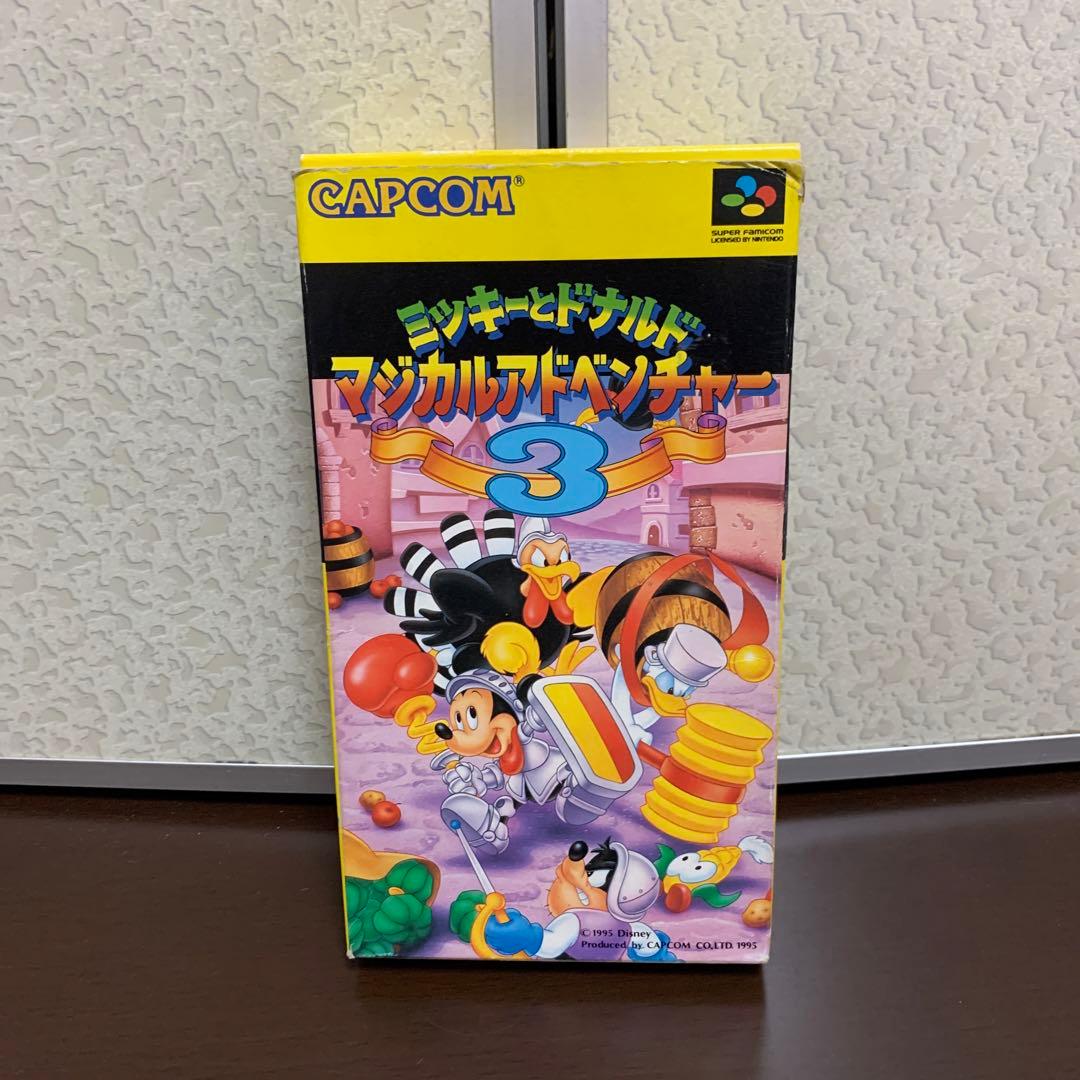 CAPCOM®
SUPER FAMICOM
LICENSED BY NINTENDO
ミッキーとドナルド
マジカルアドベンチャー
3
©1995 Disney
Produced by CAPCOM CO.,LTD. 1995